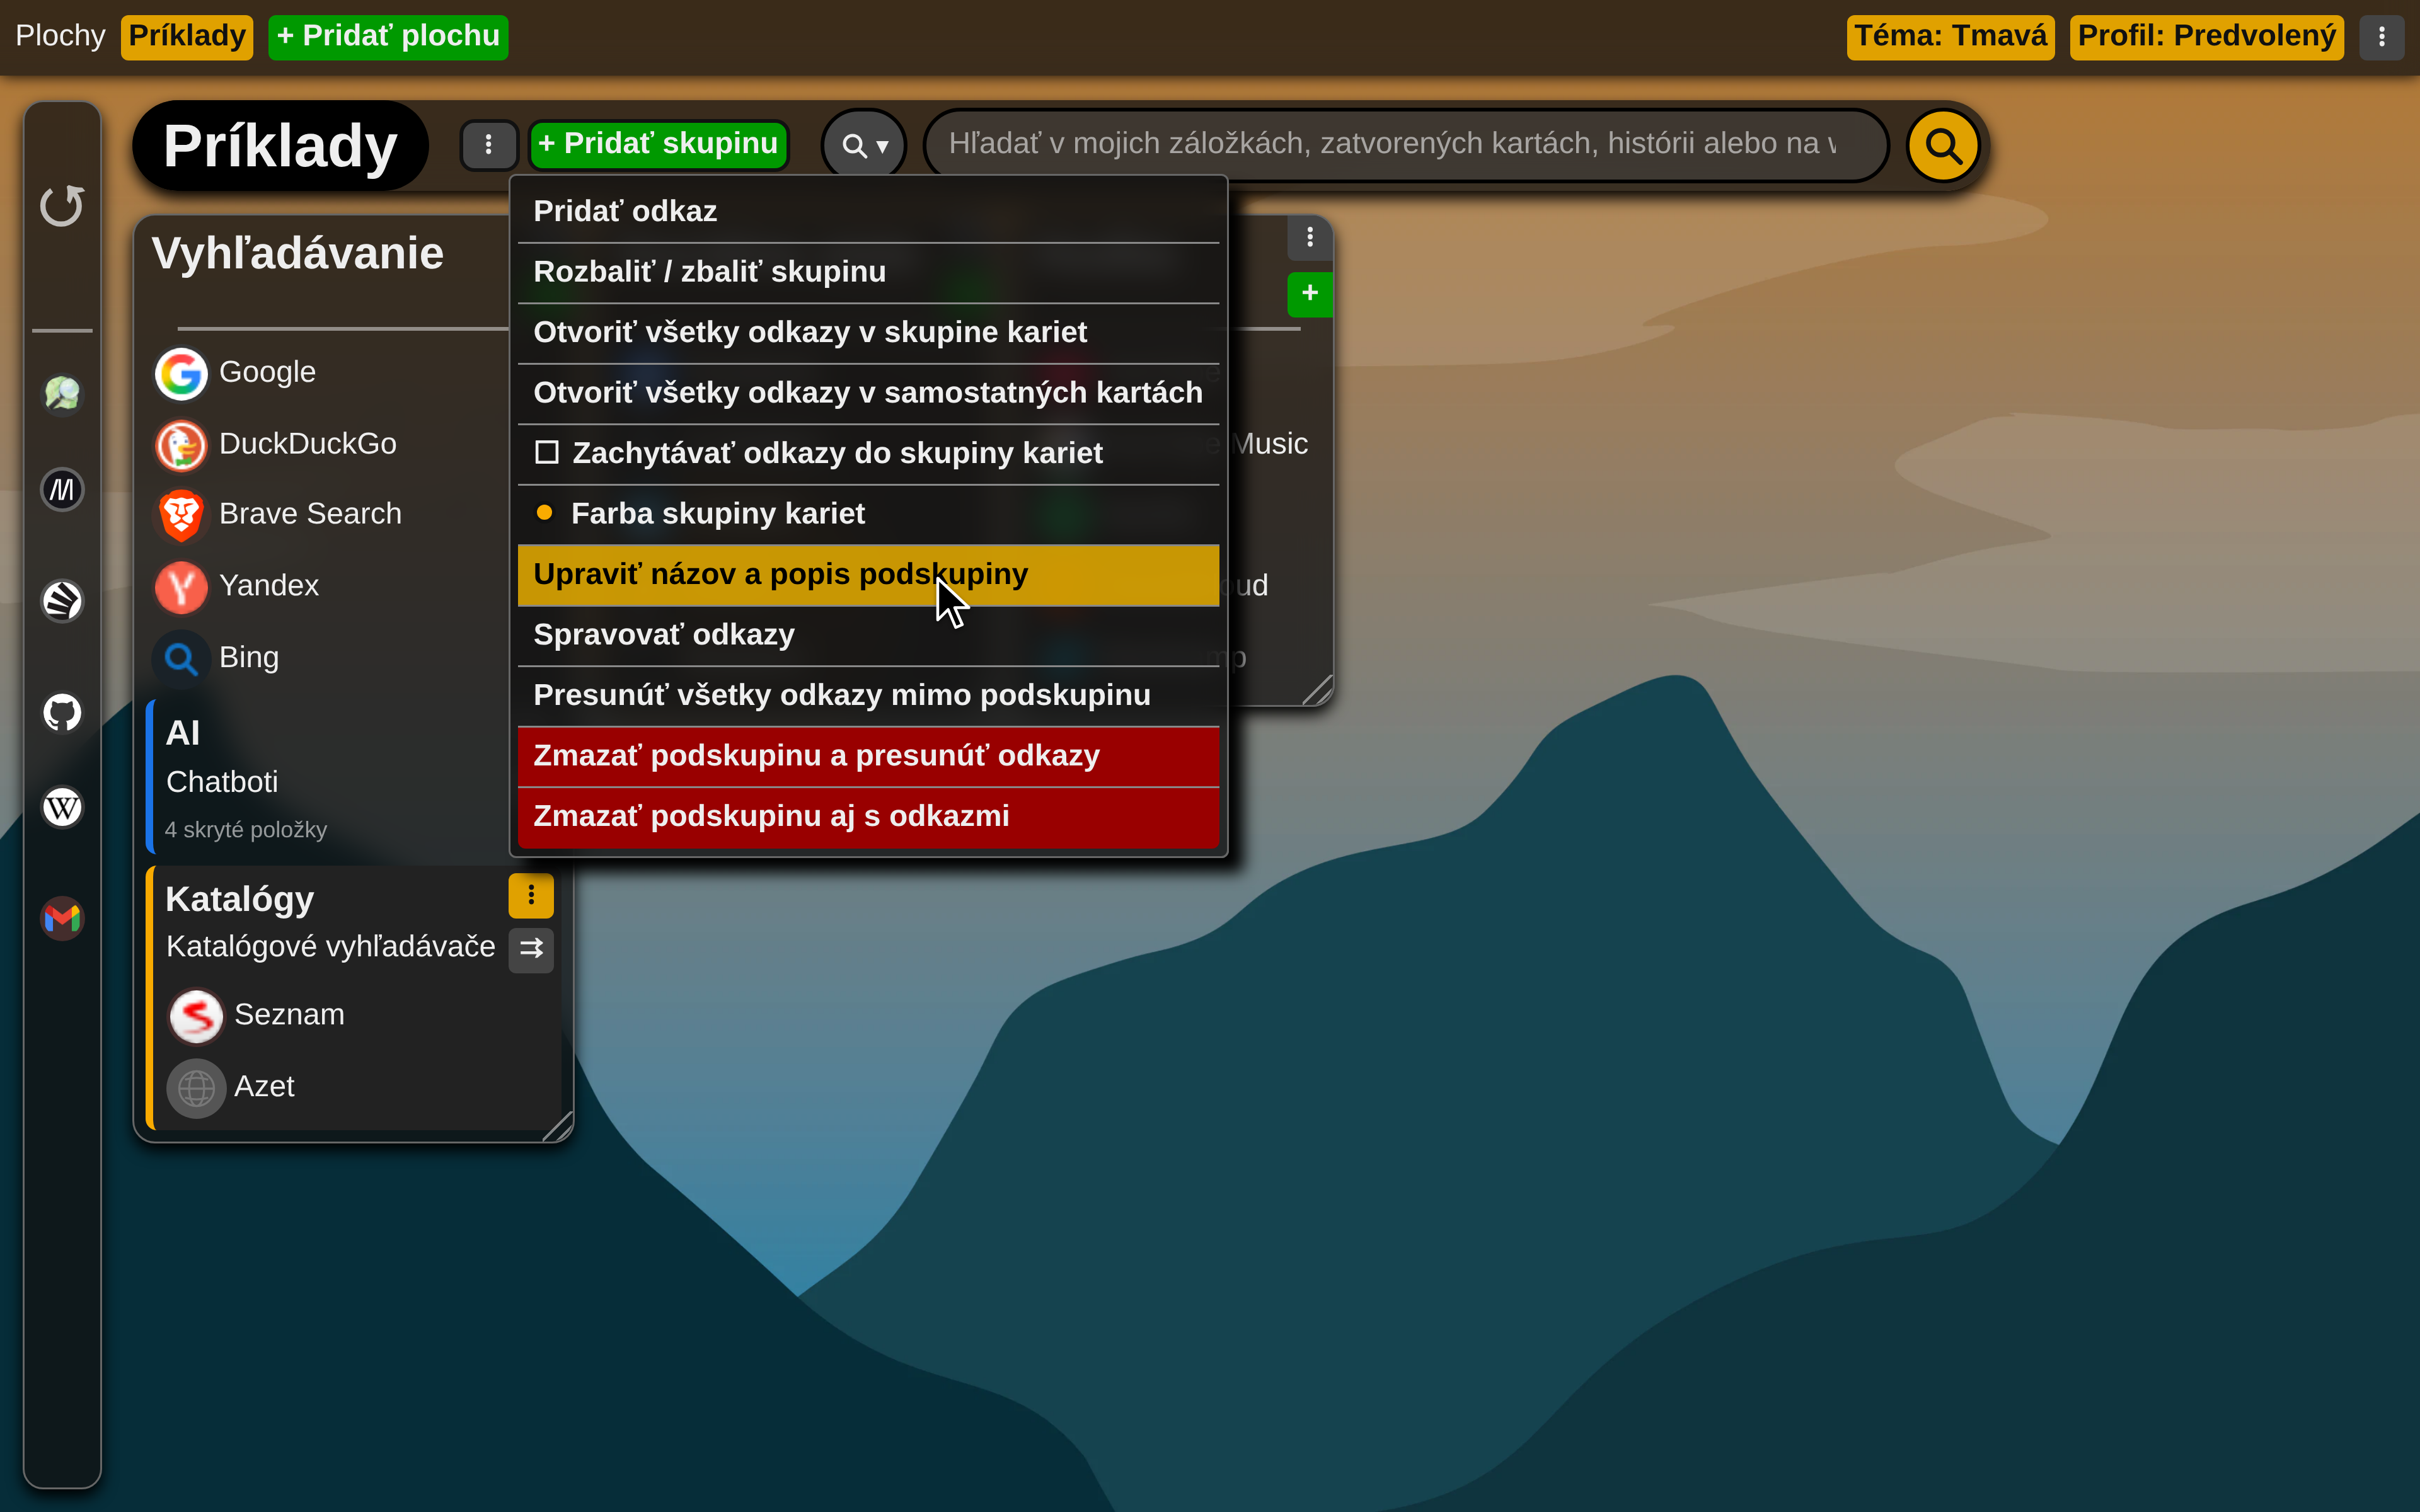 Plochy Príklady + Pridať plochu Téma: Tmavá Profil: Predvolený
Príklady + Pridať skupinu Hľadať v mojich záložkách, zatvorených kartách, histórii alebo na
Vyhľadávanie
Google
DuckDuckGo
Brave Search
Yandex
Bing
AI
Chatboti
4 skryté položky
Katalógy
Katalógové vyhľadávače
Seznam
Azet
Pridať odkaz
Rozbaliť / zbaliť skupinu
Otvoriť všetky odkazy v skupine kariet
Otvoriť všetky odkazy v samostatných kartách
Zachytávať odkazy do skupiny kariet
Farba skupiny kariet
Upraviť názov a popis podskupiny
Spravovať odkazy
Presunúť všetky odkazy mimo podskupinu
Zmazať podskupinu a presunúť odkazy
Zmazať podskupinu aj s odkazmi
+
Music